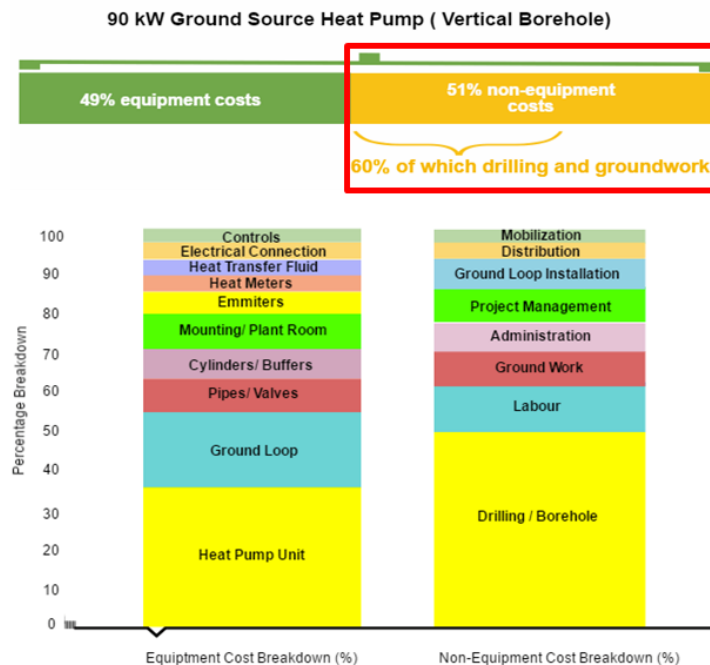 90 kW Ground Source Heat Pump ( Vertical Borehole)
49% equipment costs
51% non-equipment
costs
60% of which drilling and groundwork
Percentage Breakdown
100
90
80
70
60
50
40
30
20
10
0
Controls
Electrical Connection
Heat Transfer Fluid
Heat Meters
Emmiters
Mounting/ Plant Room
Cylinders/ Buffers
Pipes/ Valves
Ground Loop
Heat Pump Unit
Mobilization
Distribution
Ground Loop Installation
Project Management
Administration
Ground Work
Labour
Drilling / Borehole
Equiptment Cost Breakdown (%)
Non-Equipment Cost Breakdown (%)